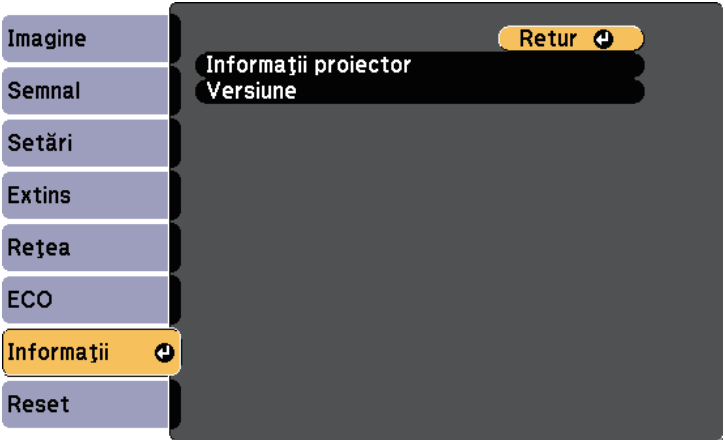 Imagine
Semnal
Setări
Extins
Reţea
ECO
Informaţii
Reset
Retur
Informaţii proiector
Versiune